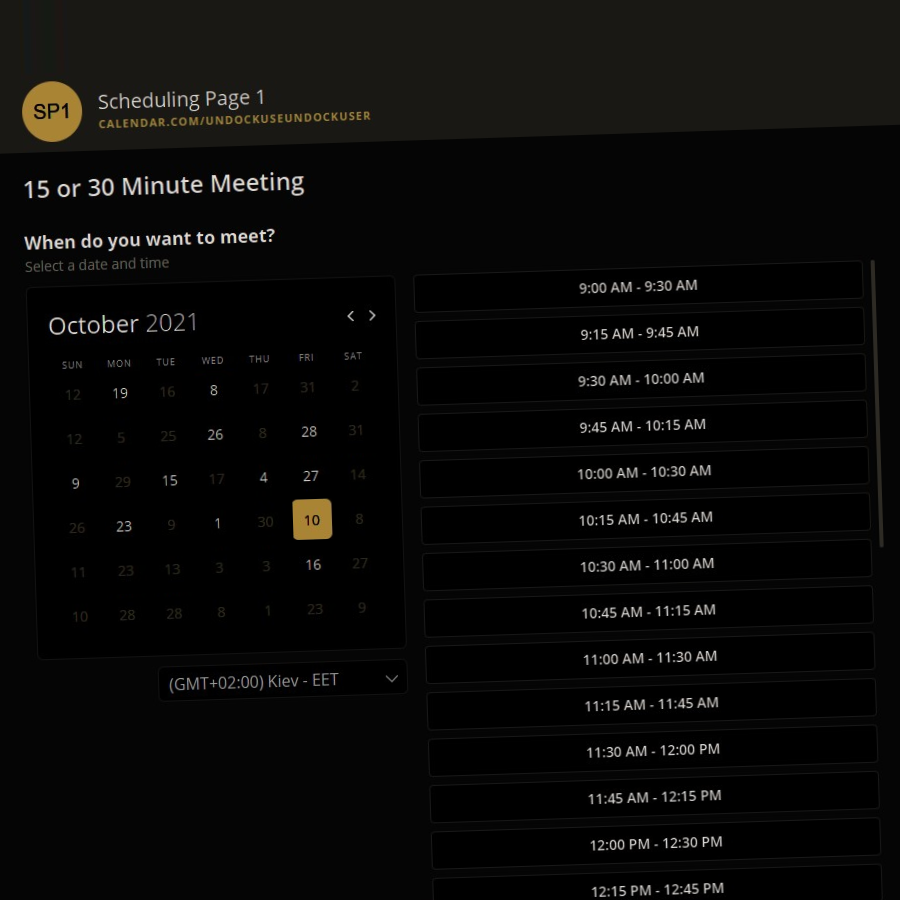 SP1
Scheduling Page 1
CALENDAR.COM/UNDOCKUSEUNDOCKUSER
15 or 30 Minute Meeting
When do you want to meet?
Select a date and time
October 2021
SUN MON TUE WED THU FRI SAT
12 19 16 8 17 31 2
12 5 25 26 8 28 31
9 29 15 17 4 27 14
26 23 9 1 30 10 8
11 23 13 3 3 16 27
10 28 28 8 1 23 9
(GMT+02:00) Kiev - EET
9:00 AM - 9:30 AM
9:15 AM - 9:45 AM
9:30 AM - 10:00 AM
9:45 AM - 10:15 AM
10:00 AM - 10:30 AM
10:15 AM - 10:45 AM
10:30 AM - 11:00 AM
10:45 AM - 11:15 AM
11:00 AM - 11:30 AM
11:15 AM - 11:45 AM
11:30 AM - 12:00 PM
11:45 AM - 12:15 PM
12:00 PM - 12:30 PM
12:15 PM - 12:45 PM